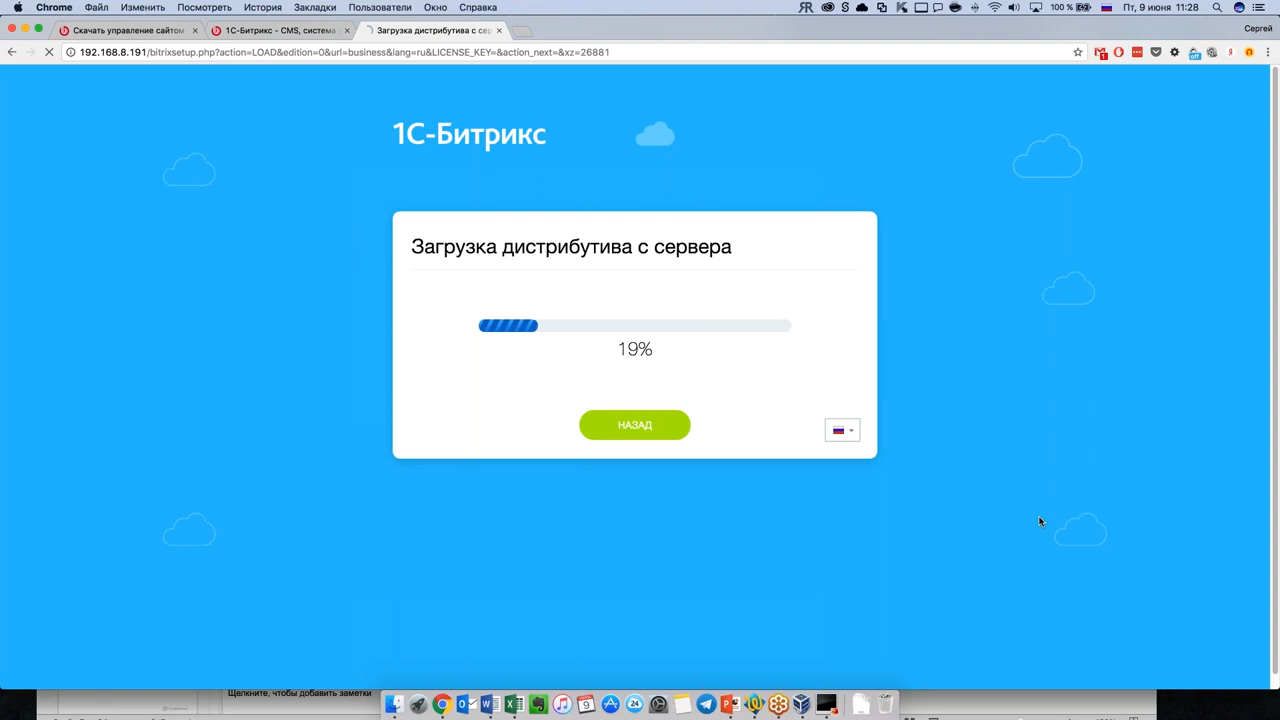 Chrome Файл Изменить Посмотреть История Закладки Пользователи Окно Справка 100 % Пт, 9 июня 11:28
Скачать управление сайтом 1С-Битрикс - CMS, система Загрузка дистрибутива с сер Сергей
192.168.8.191/bitrixsetup.php?action=LOAD&edition=0&url=business&lang=ru&LICENSE_KEY=&action_next=&xz=26881
1С-Битрикс
Загрузка дистрибутива с сервера
19%
НАЗАД
Щелкните, чтобы добавить заметки